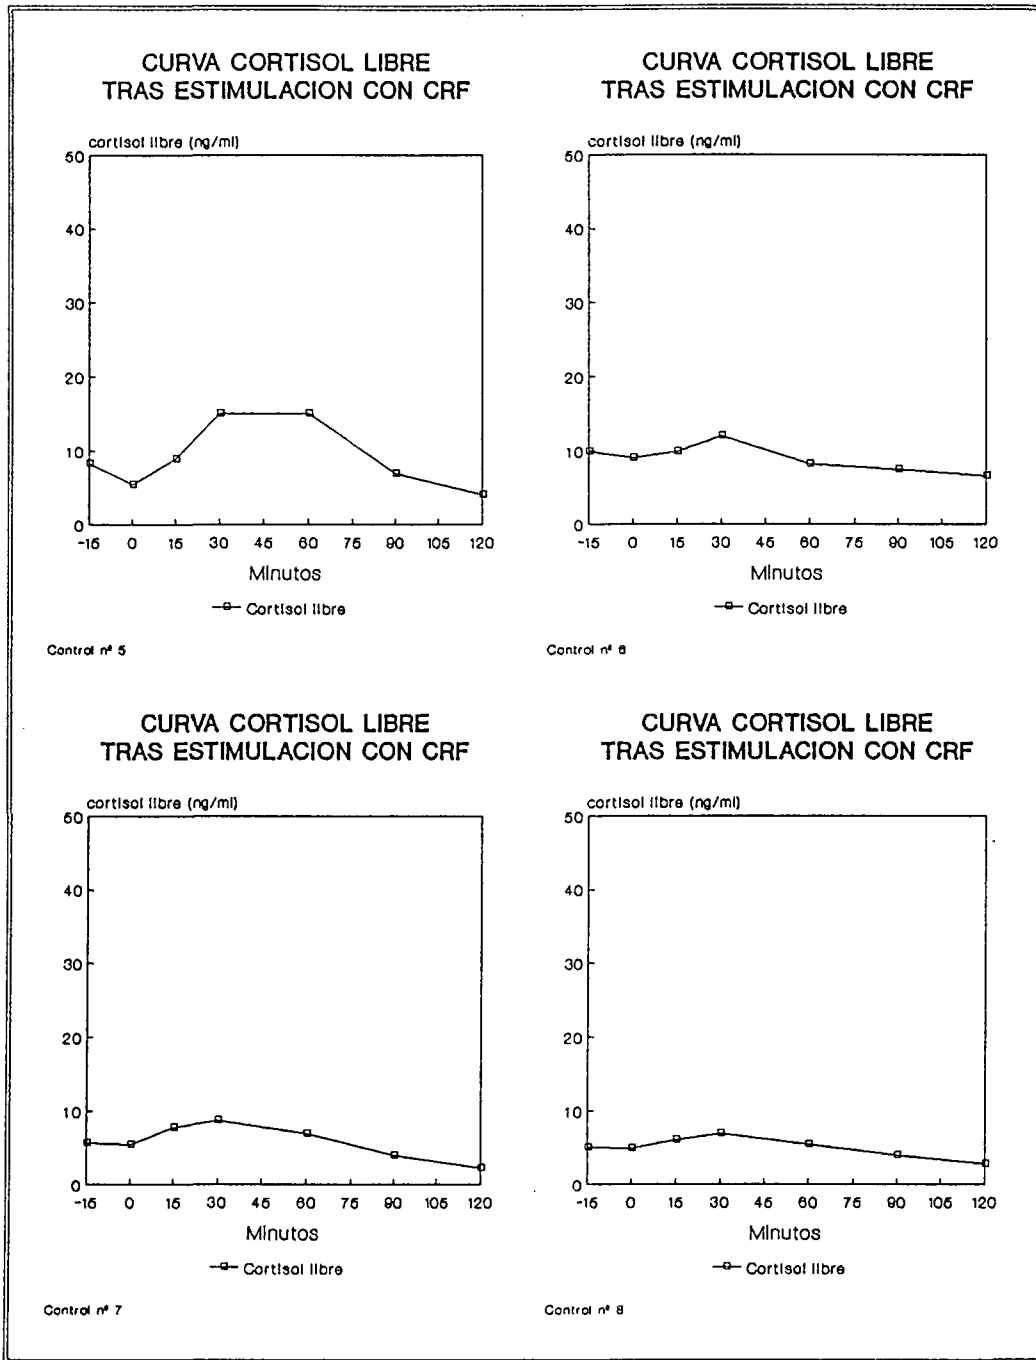 CURVA CORTISOL LIBRE
TRAS ESTIMULACION CON CRF
cortisol libre (ng/ml)
50
40
30
20
10
0
-15 0 15 30 45 60 75 90 105 120
Minutos
Cortisol libre
Control nº 5
CURVA CORTISOL LIBRE
TRAS ESTIMULACION CON CRF
cortisol libre (ng/ml)
50
40
30
20
10
0
-15 0 15 30 45 60 75 90 105 120
Minutos
Cortisol libre
Control nº 6
CURVA CORTISOL LIBRE
TRAS ESTIMULACION CON CRF
cortisol libre (ng/ml)
50
40
30
20
10
0
-15 0 15 30 45 60 75 90 105 120
Minutos
Cortisol libre
Control nº 7
CURVA CORTISOL LIBRE
TRAS ESTIMULACION CON CRF
cortisol libre (ng/ml)
50
40
30
20
10
0
-15 0 15 30 45 60 75 90 105 120
Minutos
Cortisol libre
Control nº 8